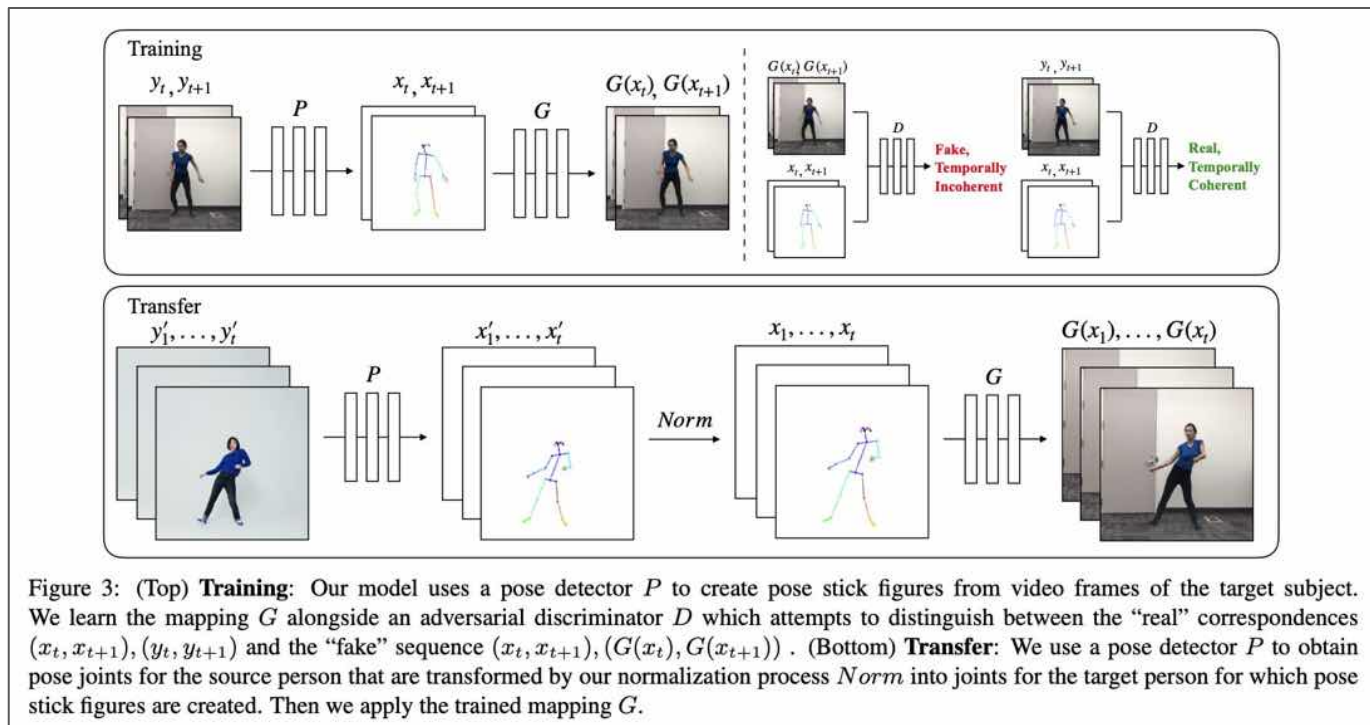 Training
y_t, y_{t+1}
P
x_t, x_{t+1}
G
G(x_t), G(x_{t+1})
G(x_t) G(x_{t+1})
x_t, x_{t+1}
D
Fake,
Temporally
Incoherent
y_t, y_{t+1}
x_t, x_{t+1}
D
Real,
Temporally
Coherent
Transfer
y′_1, . . . , y′_t
P
x′_1, . . . , x′_t
Norm
x_1, . . . , x_t
G
G(x_1), . . . , G(x_t)
Figure 3: (Top) Training: Our model uses a pose detector P to create pose stick figures from video frames of the target subject.
We learn the mapping G alongside an adversarial discriminator D which attempts to distinguish between the “real” correspondences
(x_t, x_{t+1}), (y_t, y_{t+1}) and the “fake” sequence (x_t, x_{t+1}), (G(x_t), G(x_{t+1})) . (Bottom) Transfer: We use a pose detector P to obtain
pose joints for the source person that are transformed by our normalization process Norm into joints for the target person for which pose
stick figures are created. Then we apply the trained mapping G.